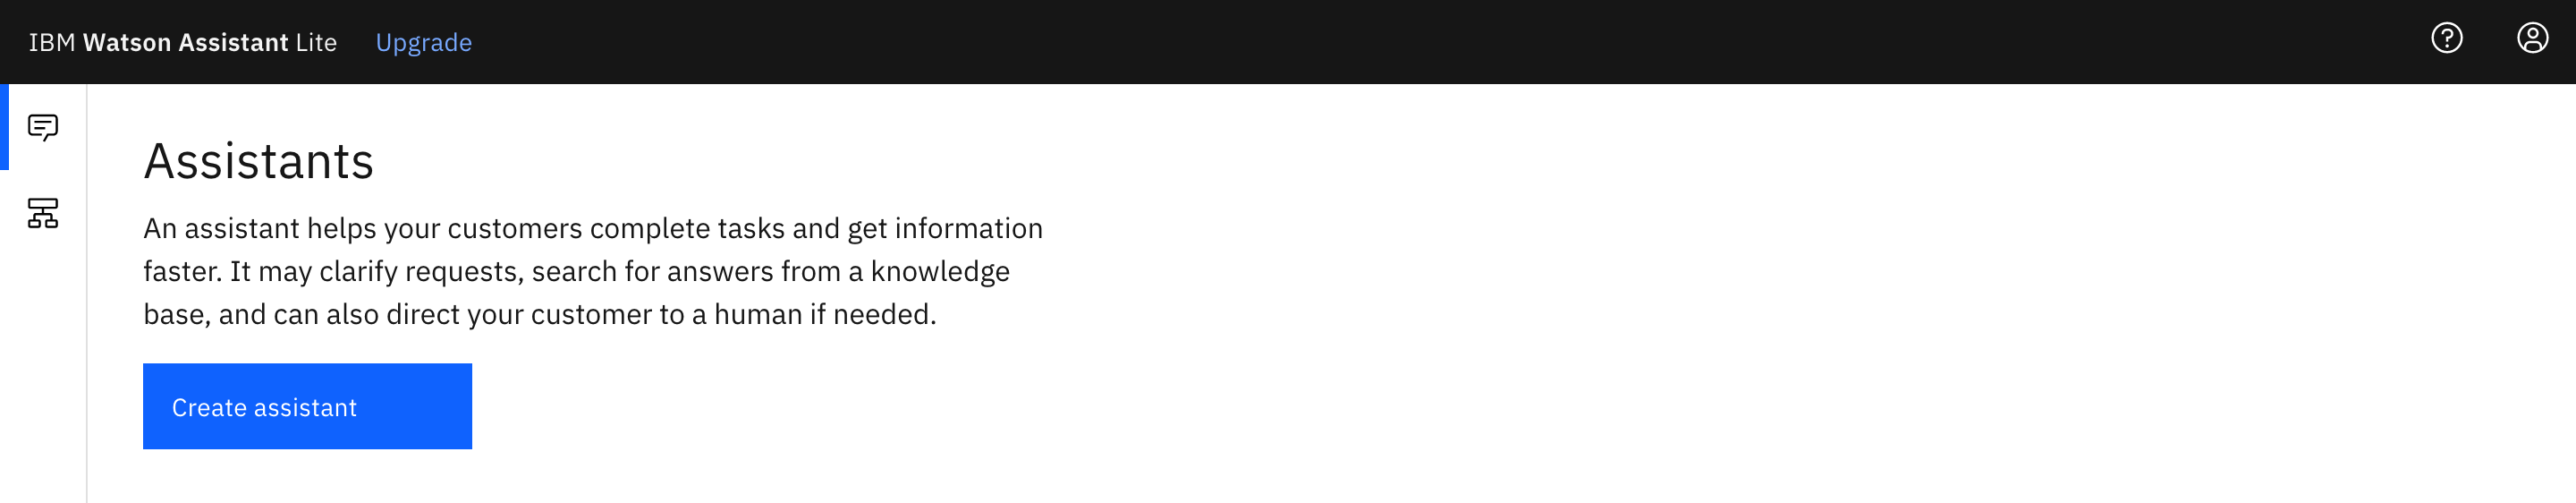 IBM Watson Assistant Lite Upgrade
Assistants
An assistant helps your customers complete tasks and get information
faster. It may clarify requests, search for answers from a knowledge
base, and can also direct your customer to a human if needed.
Create assistant